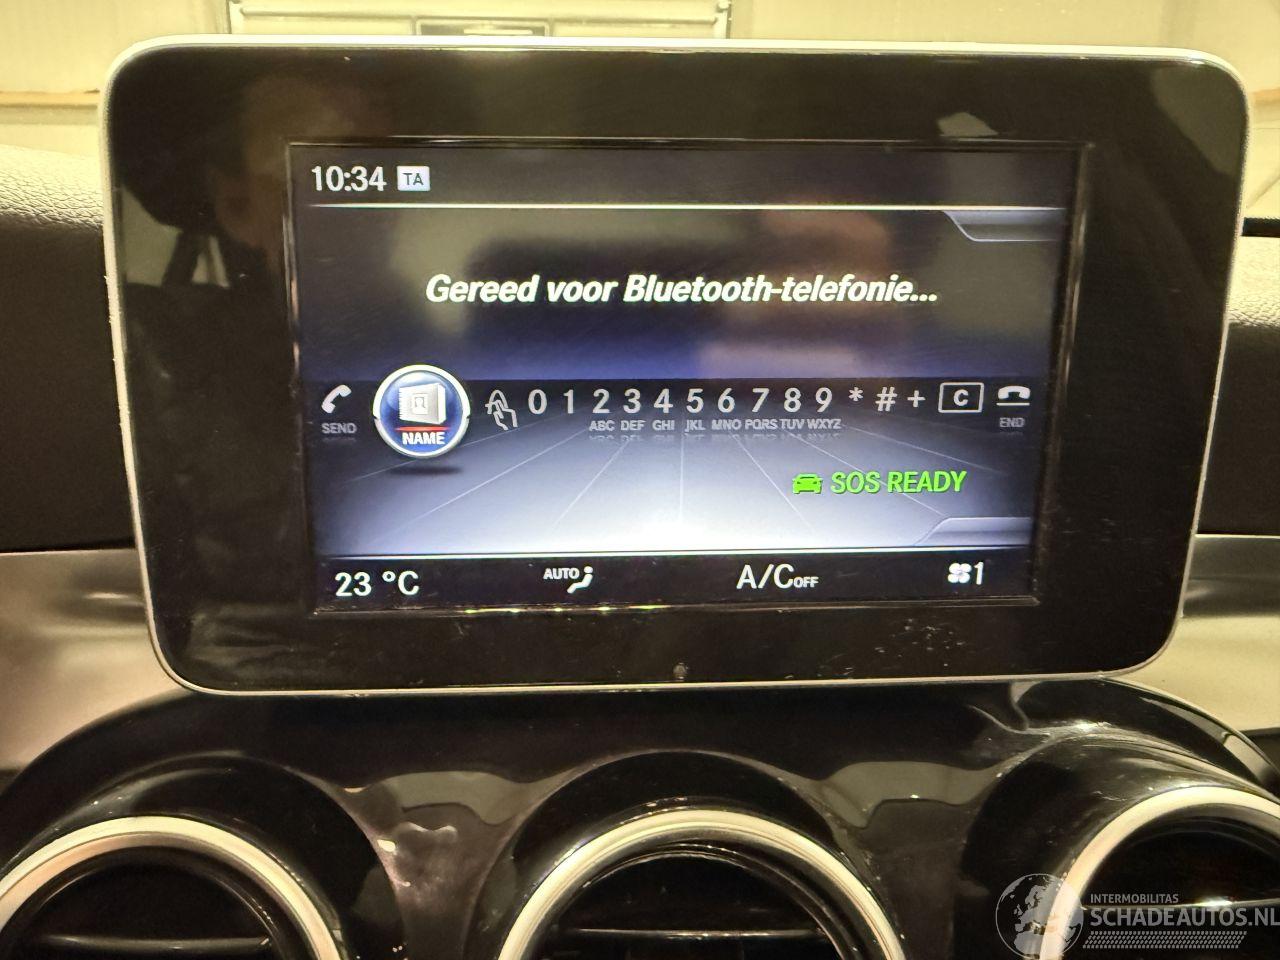 10:34 TA
Gereed voor Bluetooth-telefonie...
SEND NAME 0 1 2 3 4 5 6 7 8 9 * # + C END
ABC DEF GHI JKL MNO PQRS TUV WXYZ
SOS READY
23 °C AUTO A/C OFF 1
INTERMOBILITAS
SCHADEAUTOS.NL